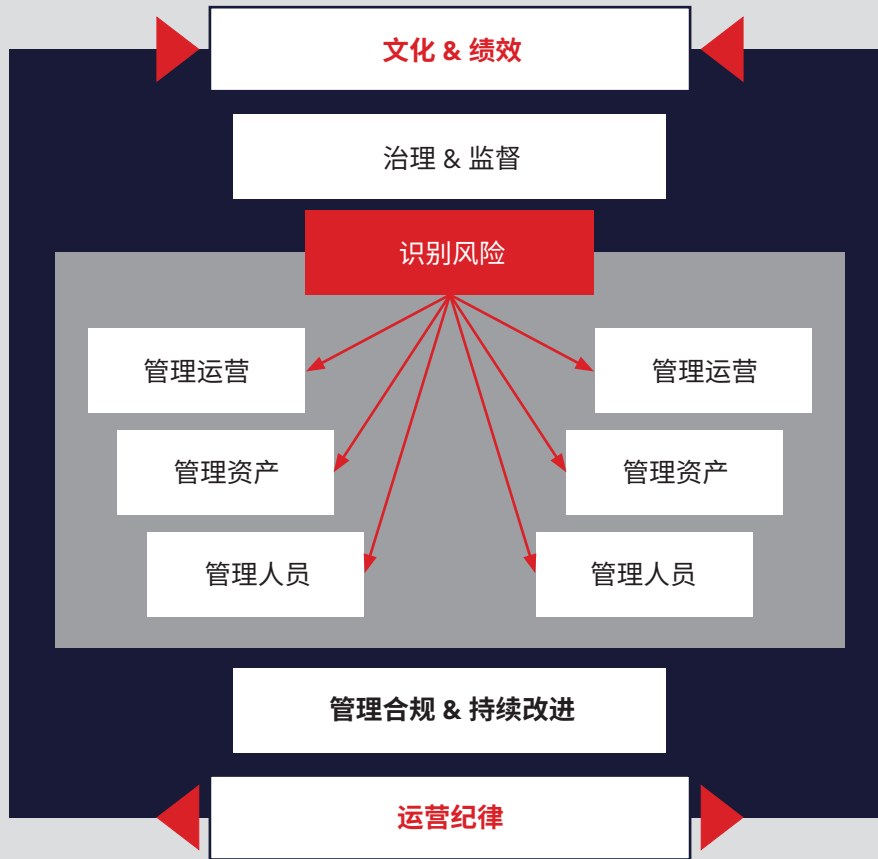 文化 & 绩效
治理 & 监督
识别风险
管理运营
管理运营
管理资产
管理资产
管理人员
管理人员
管理合规 & 持续改进
运营纪律